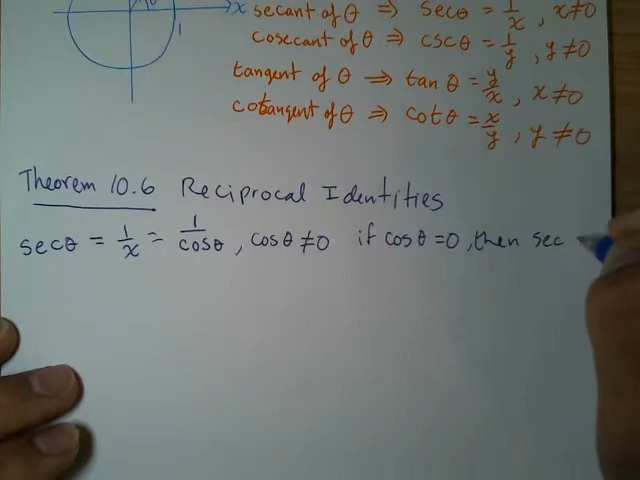 x secant of θ ⇒ secθ = 1/x , x≠0
1 cosecant of θ ⇒ cscθ = 1/y , y≠0
tangent of θ ⇒ tan θ = y/x , x≠0
cotangent of θ ⇒ cotθ = x/y , y≠0
Theorem 10.6 Reciprocal Identities
secθ = 1/x = 1/cosθ , cosθ≠0 if cosθ=0 ,then sec